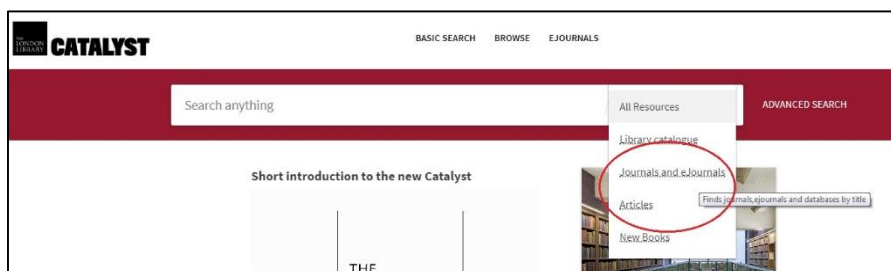 THE
LONDON
LIBRARY
CATALYST
BASIC SEARCH BROWSE EJOURNALS
Search anything
All Resources
ADVANCED SEARCH
Library catalogue
Journals and eJournals
Articles
Finds journals,ejournals and databases by title
New Books
Short introduction to the new Catalyst
THE